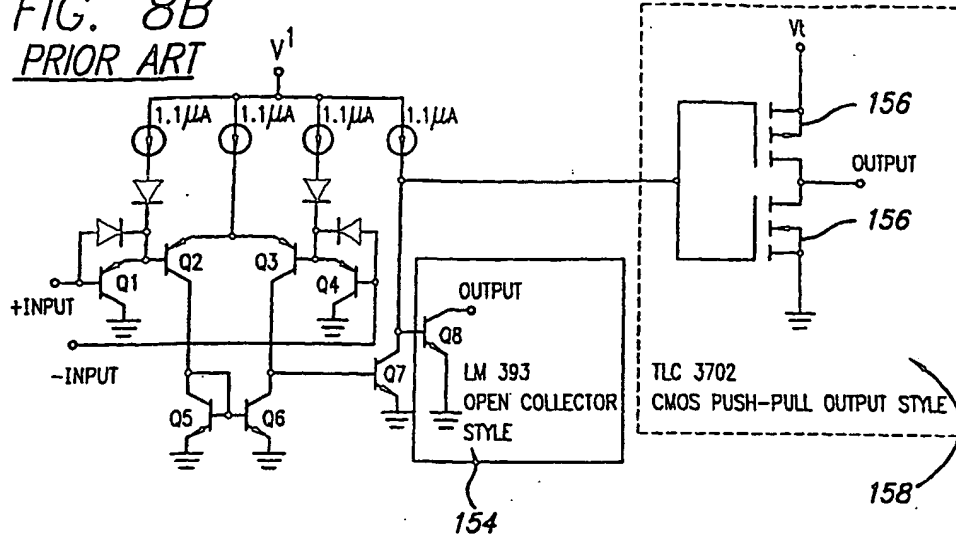 FIG. 8B
PRIOR ART
V1
1.1μA
1.1μA
1.1μA
1.1μA
Vt
156
OUTPUT
156
Q1
Q2
Q3
Q4
+INPUT
-INPUT
OUTPUT
Q8
Q7
LM 393
OPEN COLLECTOR
STYLE
TLC 3702
CMOS PUSH-PULL OUTPUT STYLE
Q5
Q6
154
158